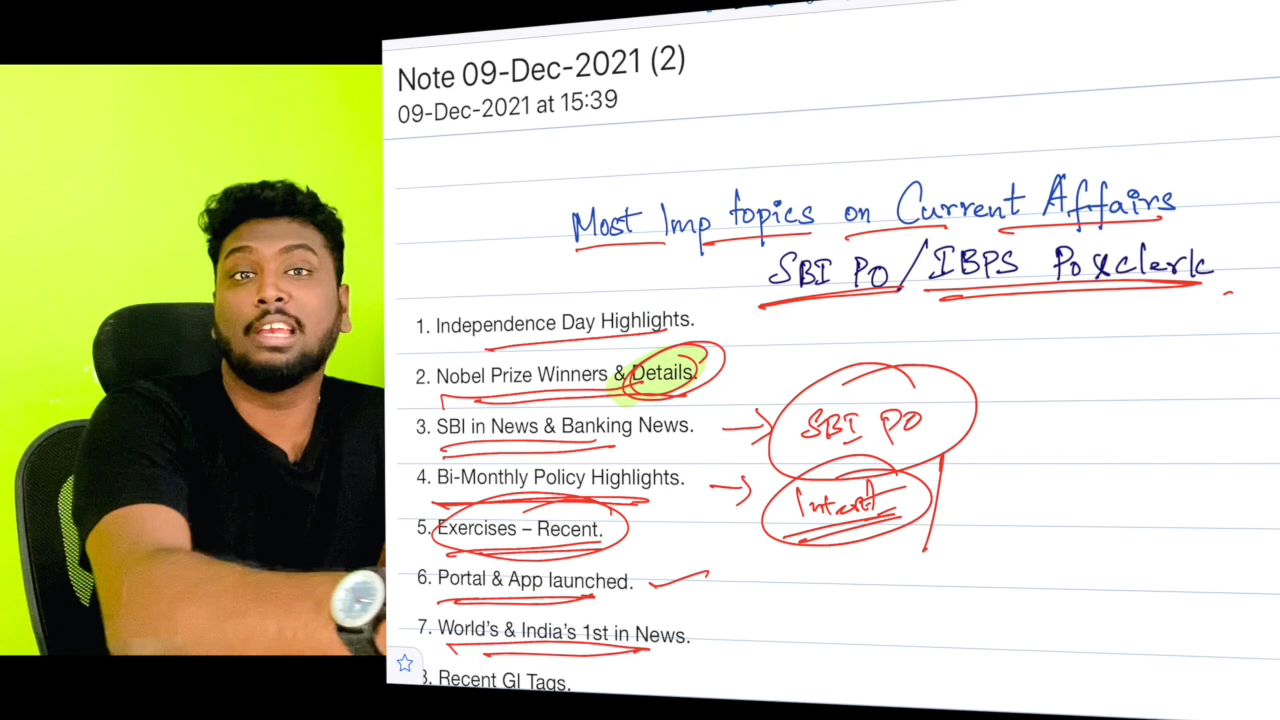 Note 09-Dec-2021 (2)
09-Dec-2021 at 15:39
Most Imp topics on Current Affairs
SBI PO / IBPS Po & clerk
1. Independence Day Highlights.
2. Nobel Prize Winners & Details.
3. SBI in News & Banking News. → SBI PO
4. Bi-Monthly Policy Highlights. → Interest
5. Exercises – Recent.
6. Portal & App launched.
7. World's & India's 1st in News.
8. Recent GI Tags.